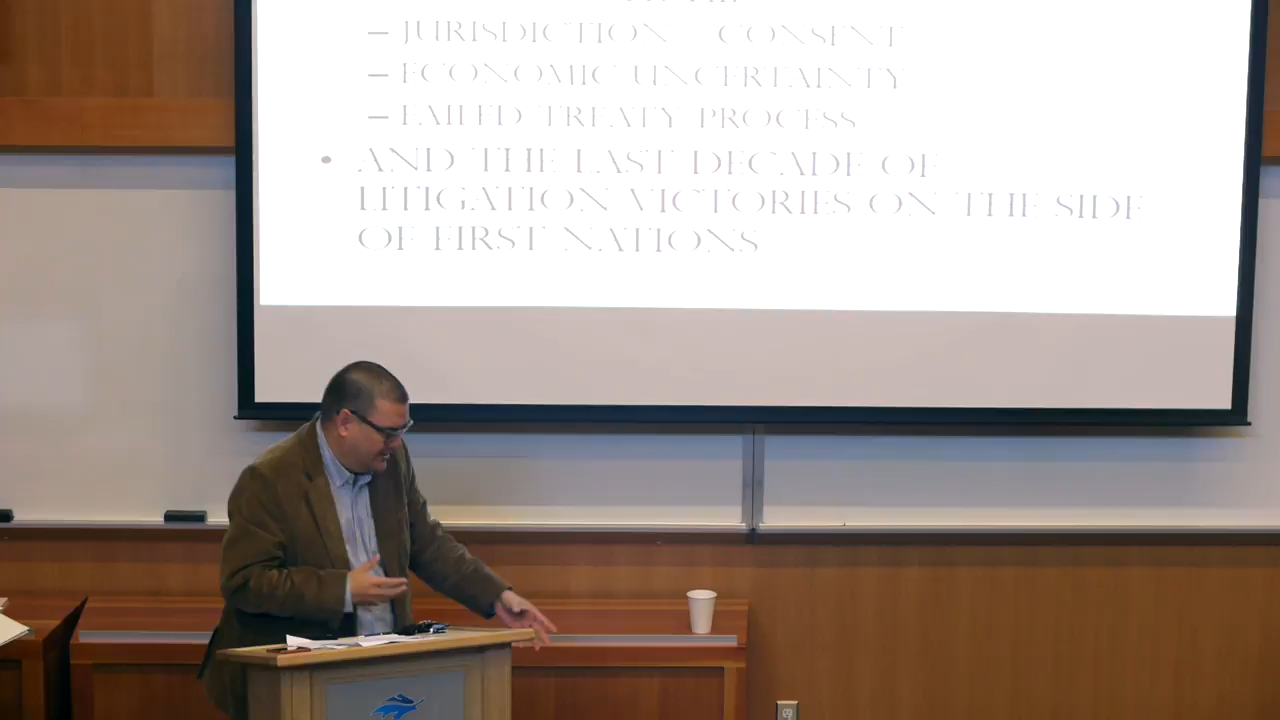 – JURISDICTION – CONSENT
– ECONOMIC UNCERTAINTY
– FAILED TREATY PROCESS
• AND THE LAST DECADE OF
LITIGATION VICTORIES ON THE SIDE
OF FIRST NATIONS